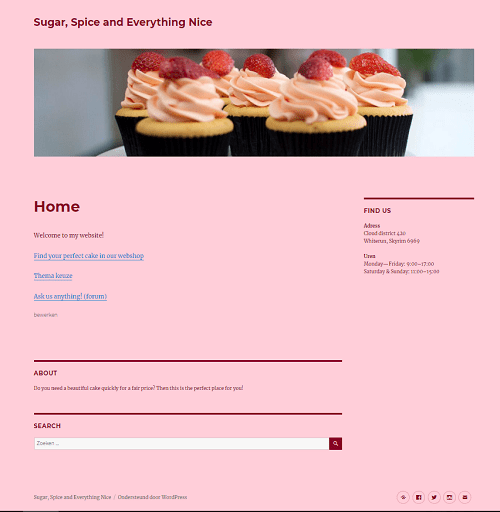 Sugar, Spice and Everything Nice
Home
Welcome to my website!
Find your perfect cake in our webshop
Thema keuze
Ask us anything! (forum)
bewerken
FIND US
Adress
Cloud district 420
Whiterun, Skyrim 6969
Uren
Monday—Friday: 9:00–17:00
Saturday & Sunday: 11:00–15:00
ABOUT
Do you need a beautiful cake quickly for a fair price? Then this is the perfect place for you!
SEARCH
Zoeken ...
Sugar, Spice and Everything Nice / Ondersteund door WordPress